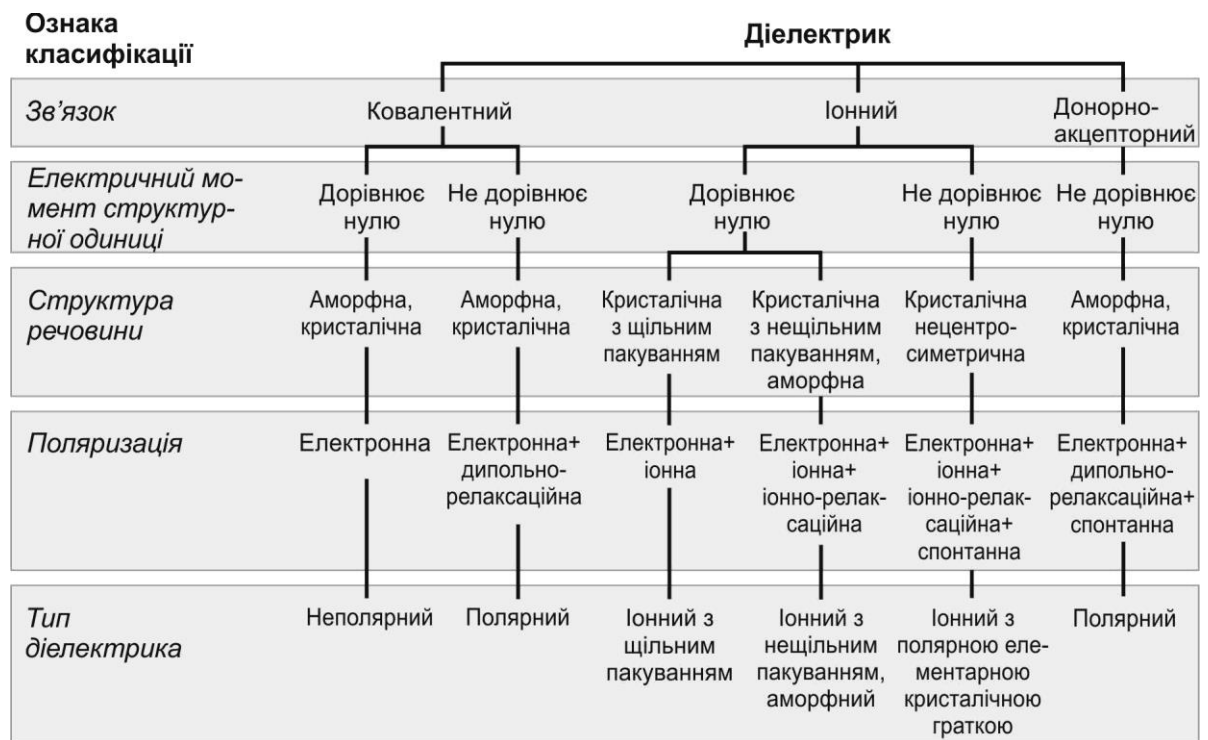 Ознака
класифікації
Діелектрик
Зв’язок
Ковалентний
Іонний
Донорно-
акцепторний
Електричний мо-
мент структур-
ної одиниці
Дорівнює
нулю
Не дорівнює
нулю
Дорівнює
нулю
Не дорівнює
нулю
Не дорівнює
нулю
Структура
речовини
Аморфна,
кристалічна
Аморфна,
кристалічна
Кристалічна
з щільним
пакуванням
Кристалічна
з нещільним
пакуванням,
аморфна
Кристалічна
нецентро-
симетрична
Аморфна,
кристалічна
Поляризація
Електронна
Електронна+
дипольно-
релаксаційна
Електронна+
іонна
Електронна+
іонна+
іонно-релак-
саційна
Електронна+
іонна+
іонно-релак-
саційна+
спонтанна
Електронна+
дипольно-
релаксаційна+
спонтанна
Тип
діелектрика
Неполярний
Полярний
Іонний з
щільним
пакуванням
Іонний з
нещільним
пакуванням,
аморфний
Іонний з
полярною еле-
ментарною
кристалічною
граткою
Полярний